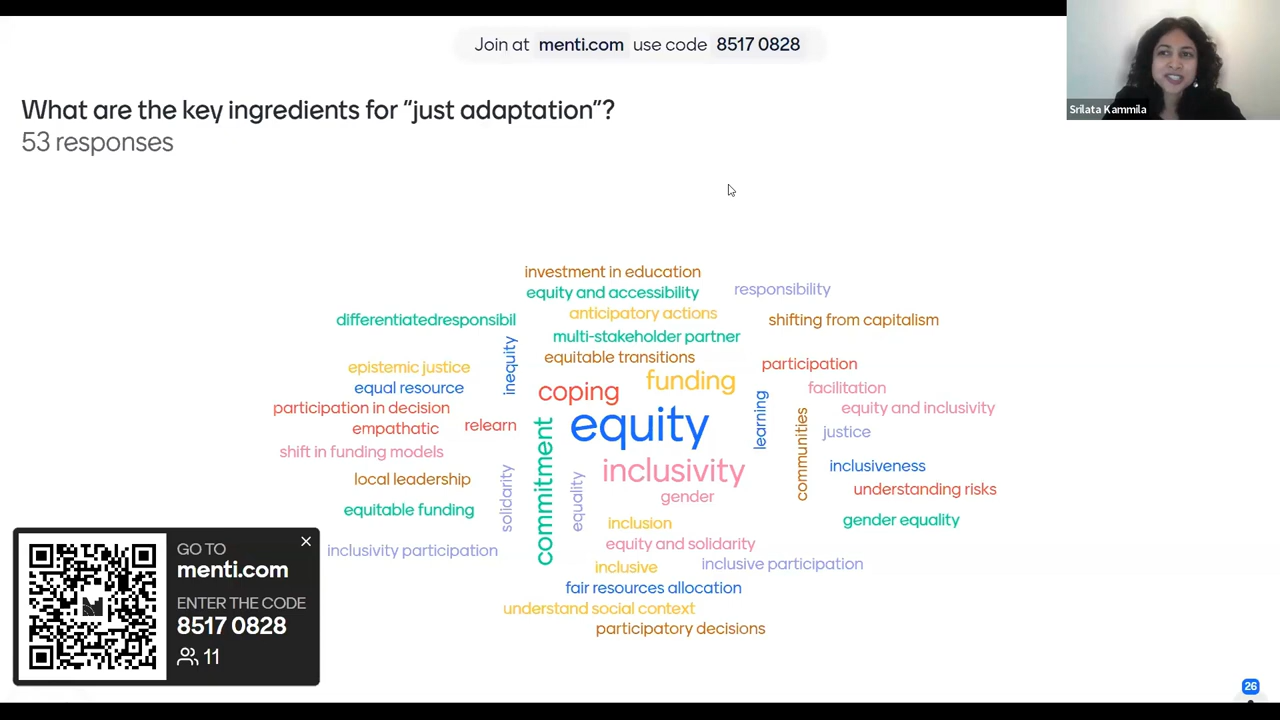 Join at menti.com use code 8517 0828
Srilata Kammila
What are the key ingredients for "just adaptation"?
53 responses
investment in education
equity and accessibility
responsibility
anticipatory actions
differentiatedresponsibil
shifting from capitalism
multi-stakeholder partner
inequity
equitable transitions
epistemic justice
participation
funding
equal resource
coping
facilitation
participation in decision
equity and inclusivity
learning
empathatic
relearn
equity
justice
communities
shift in funding models
inclusivity
inclusiveness
local leadership
commitment
solidarity
equality
gender
understanding risks
equitable funding
inclusion
gender equality
inclusivity participation
equity and solidarity
inclusive
inclusive participation
fair resources allocation
understand social context
participatory decisions
GO TO
menti.com
ENTER THE CODE
8517 0828
11
26